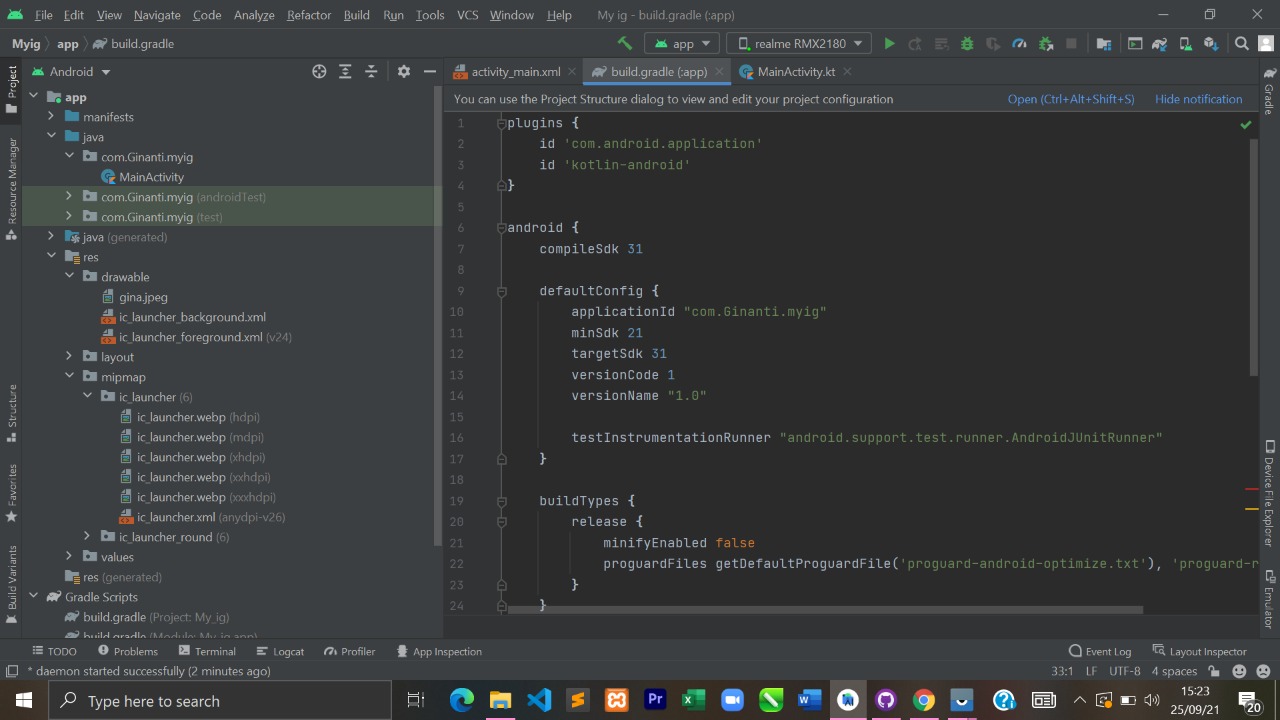 File Edit View Navigate Code Analyze Refactor Build Run Tools VCS Window Help My ig - build.gradle (:app)
Myig app build.gradle app realme RMX2180
Android
activity_main.xml build.gradle (:app) MainActivity.kt
You can use the Project Structure dialog to view and edit your project configuration Open (Ctrl+Alt+Shift+S) Hide notification
Project
Resource Manager
Structure
Favorites
Build Variants
app
manifests
java
com.Ginanti.myig
MainActivity
com.Ginanti.myig (androidTest)
com.Ginanti.myig (test)
java (generated)
res
drawable
gina.jpeg
ic_launcher_background.xml
ic_launcher_foreground.xml (v24)
layout
mipmap
ic_launcher (6)
ic_launcher.webp (hdpi)
ic_launcher.webp (mdpi)
ic_launcher.webp (xhdpi)
ic_launcher.webp (xxhdpi)
ic_launcher.webp (xxxhdpi)
ic_launcher.xml (anydpi-v26)
ic_launcher_round (6)
values
res (generated)
Gradle Scripts
build.gradle (Project: My_ig)
build.gradle (Module: My_ig.app)
1 plugins {
2 id 'com.android.application'
3 id 'kotlin-android'
4 }
5
6 android {
7 compileSdk 31
8
9 defaultConfig {
10 applicationId "com.Ginanti.myig"
11 minSdk 21
12 targetSdk 31
13 versionCode 1
14 versionName "1.0"
15
16 testInstrumentationRunner "android.support.test.runner.AndroidJUnitRunner"
17 }
18
19 buildTypes {
20 release {
21 minifyEnabled false
22 proguardFiles getDefaultProguardFile('proguard-android-optimize.txt'), 'proguard-r
23 }
24 }
Gradle
Device File Explorer
Emulator
TODO Problems Terminal Logcat Profiler App Inspection Event Log Layout Inspector
* daemon started successfully (2 minutes ago) 33:1 LF UTF-8 4 spaces
Type here to search
15:23
25/09/21
20